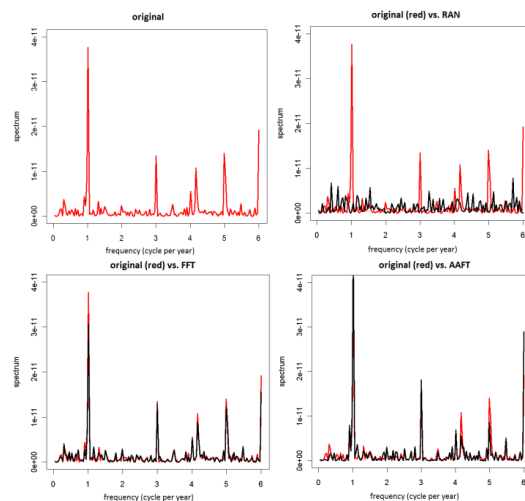 original
spectrum
0e+00 1e-11 2e-11 3e-11 4e-11
0 1 2 3 4 5 6
frequency (cycle per year)
original (red) vs. RAN
spectrum
0e+00 1e-11 2e-11 3e-11 4e-11
0 1 2 3 4 5 6
frequency (cycle per year)
original (red) vs. FFT
spectrum
0e+00 1e-11 2e-11 3e-11 4e-11
0 1 2 3 4 5 6
frequency (cycle per year)
original (red) vs. AAFT
spectrum
0e+00 1e-11 2e-11 3e-11 4e-11
0 1 2 3 4 5 6
frequency (cycle per year)